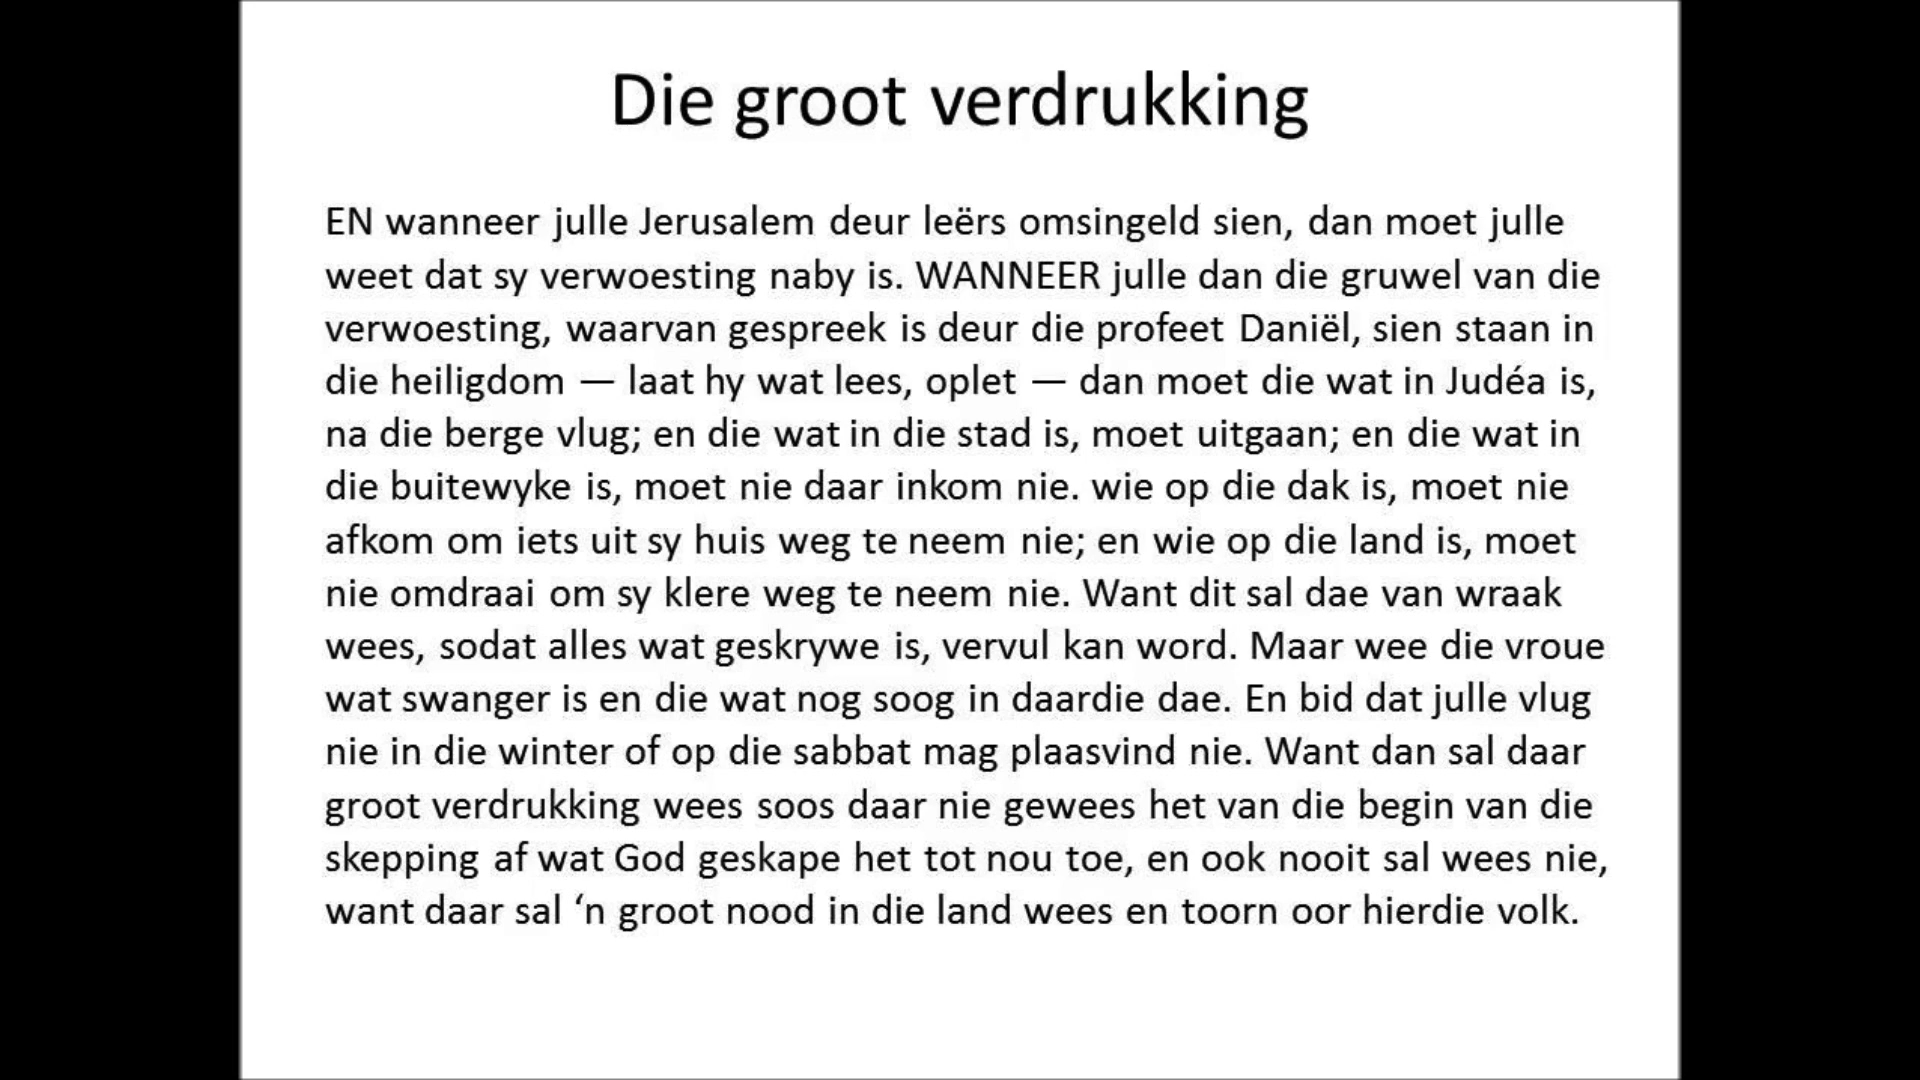 Die groot verdrukking
EN wanneer julle Jerusalem deur leërs omsingeld sien, dan moet julle
weet dat sy verwoesting naby is. WANNEER julle dan die gruwel van die
verwoesting, waarvan gespreek is deur die profeet Daniël, sien staan in
die heiligdom — laat hy wat lees, oplet — dan moet die wat in Judéa is,
na die berge vlug; en die wat in die stad is, moet uitgaan; en die wat in
die buitewyke is, moet nie daar inkom nie. wie op die dak is, moet nie
afkom om iets uit sy huis weg te neem nie; en wie op die land is, moet
nie omdraai om sy klere weg te neem nie. Want dit sal dae van wraak
wees, sodat alles wat geskrywe is, vervul kan word. Maar wee die vroue
wat swanger is en die wat nog soog in daardie dae. En bid dat julle vlug
nie in die winter of op die sabbat mag plaasvind nie. Want dan sal daar
groot verdrukking wees soos daar nie gewees het van die begin van die
skepping af wat God geskape het tot nou toe, en ook nooit sal wees nie,
want daar sal ‘n groot nood in die land wees en toorn oor hierdie volk.